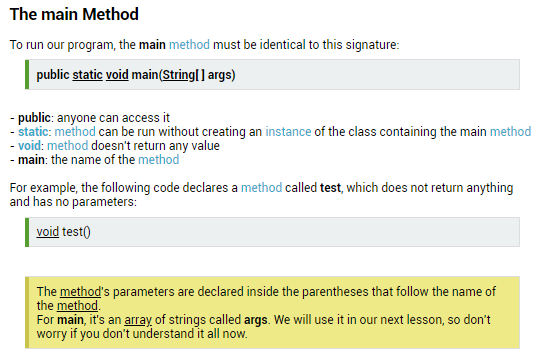 The main Method
To run our program, the main method must be identical to this signature:
public static void main(String[ ] args)
- public: anyone can access it
- static: method can be run without creating an instance of the class containing the main method
- void: method doesn't return any value
- main: the name of the method
For example, the following code declares a method called test, which does not return anything
and has no parameters:
void test()
The method's parameters are declared inside the parentheses that follow the name of
the method.
For main, it's an array of strings called args. We will use it in our next lesson, so don't
worry if you don't understand it all now.